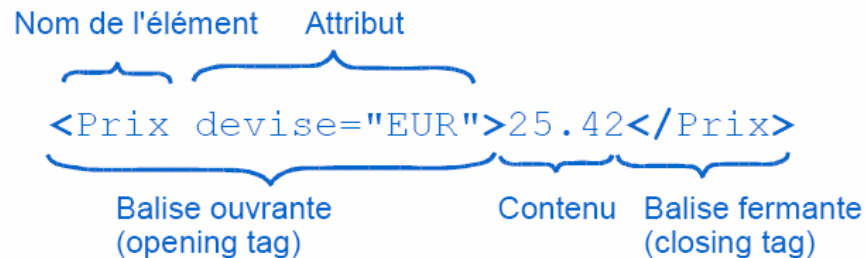 Nom de l'élément Attribut
<Prix devise="EUR">25.42</Prix>
Balise ouvrante Contenu Balise fermante
(opening tag) (closing tag)